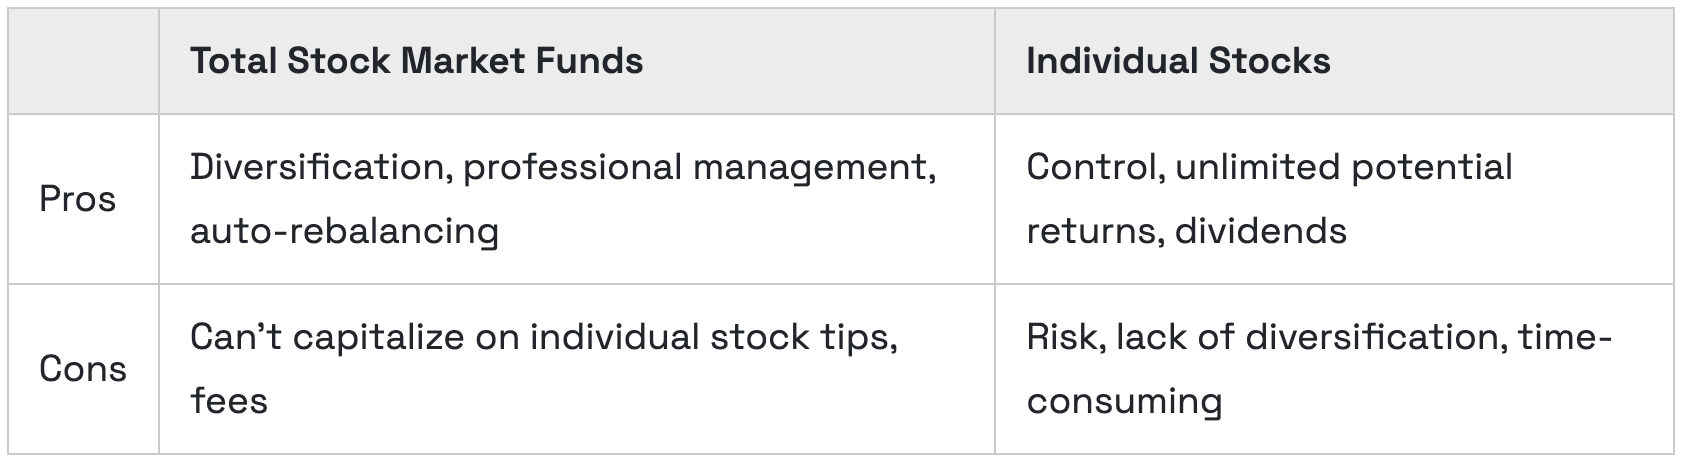 Total Stock Market Funds
Individual Stocks
Pros
Diversification, professional management,
auto-rebalancing
Control, unlimited potential
returns, dividends
Cons
Can’t capitalize on individual stock tips,
fees
Risk, lack of diversification, time-
consuming